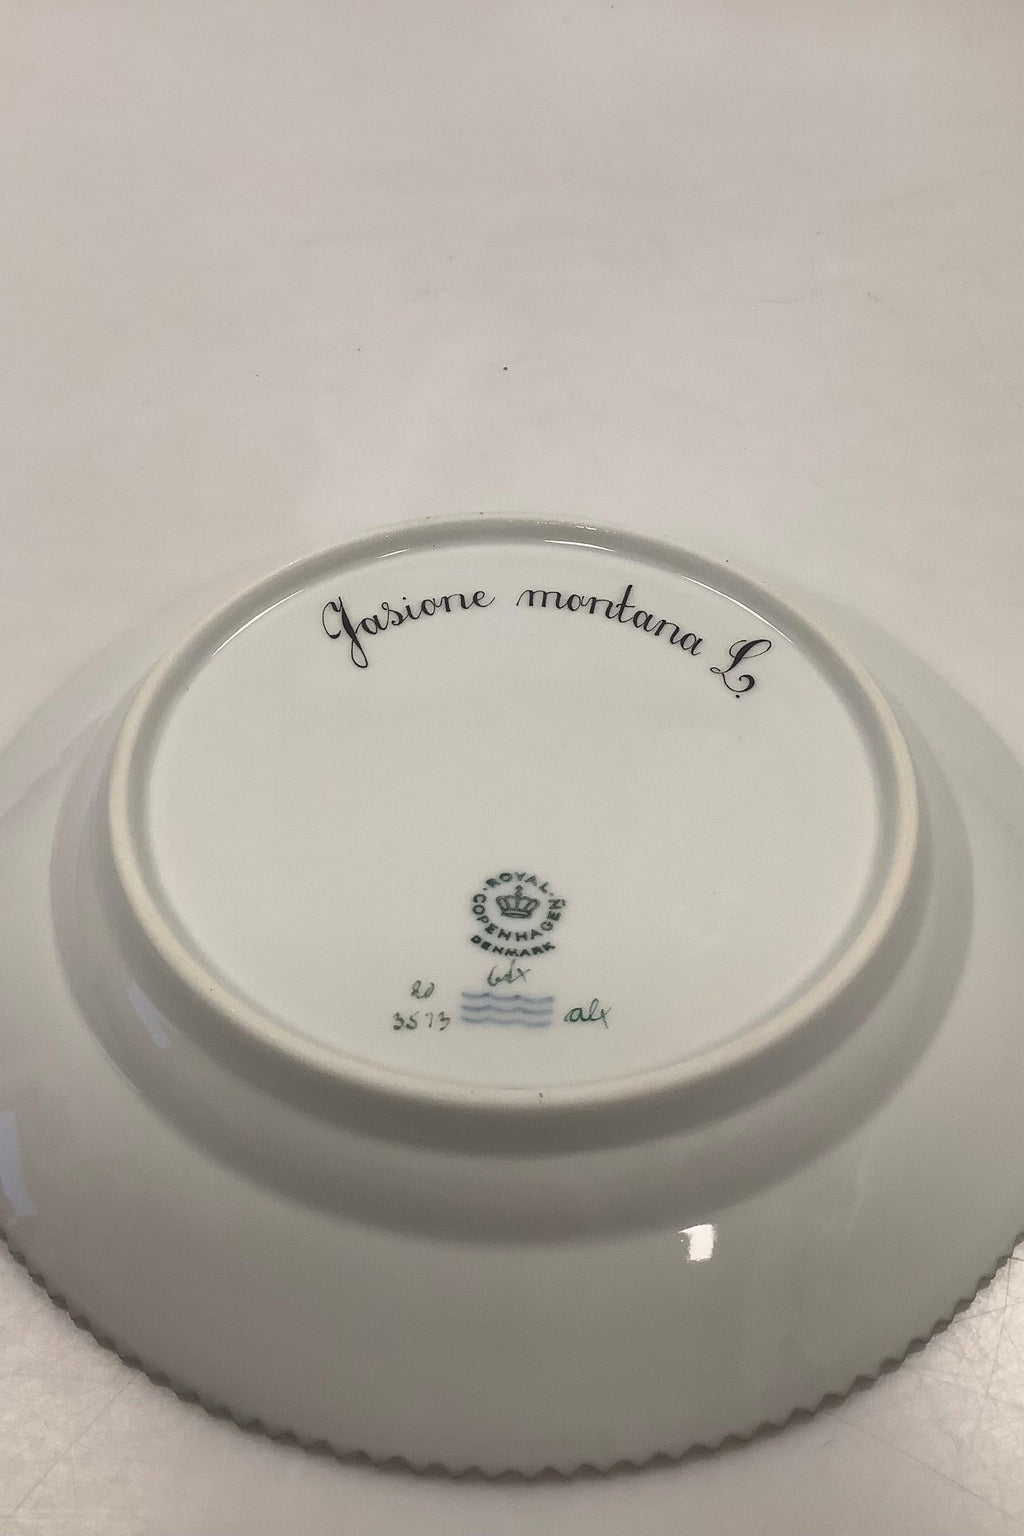 Jasione montana L.
ROYAL
COPENHAGEN
DENMARK
20
3573